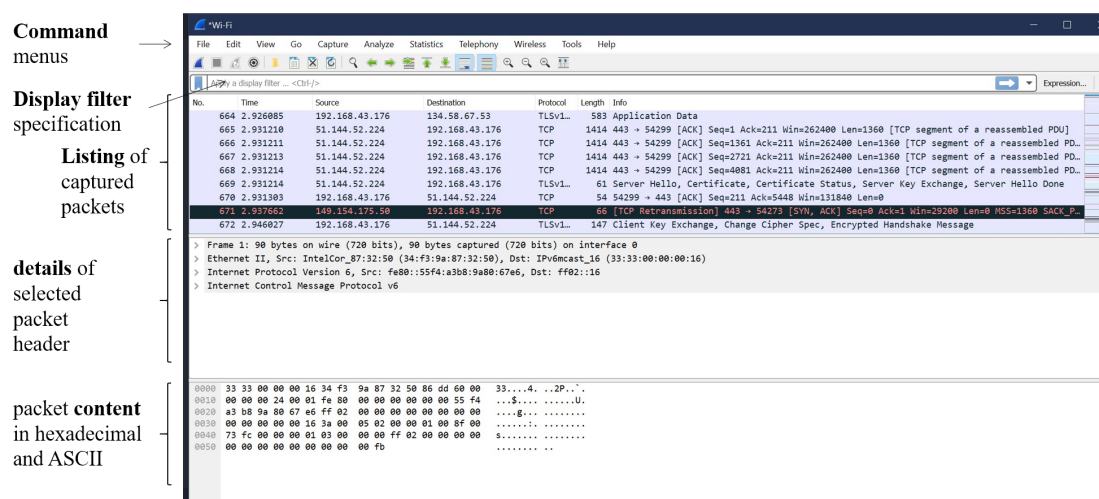 Command
menus
Display filter
specification
Listing of
captured
packets
details of
selected
packet
header
packet content
in hexadecimal
and ASCII
*Wi-Fi
File Edit View Go Capture Analyze Statistics Telephony Wireless Tools Help
Apply a display filter ... <Ctrl-/>
Expression...
No. Time Source Destination Protocol Length Info
664 2.926085 192.168.43.176 134.58.67.53 TLSv1… 583 Application Data
665 2.931210 51.144.52.224 192.168.43.176 TCP 1414 443 → 54299 [ACK] Seq=1 Ack=211 Win=262400 Len=1360 [TCP segment of a reassembled PDU]
666 2.931211 51.144.52.224 192.168.43.176 TCP 1414 443 → 54299 [ACK] Seq=1361 Ack=211 Win=262400 Len=1360 [TCP segment of a reassembled PD…
667 2.931213 51.144.52.224 192.168.43.176 TCP 1414 443 → 54299 [ACK] Seq=2721 Ack=211 Win=262400 Len=1360 [TCP segment of a reassembled PD…
668 2.931214 51.144.52.224 192.168.43.176 TCP 1414 443 → 54299 [ACK] Seq=4081 Ack=211 Win=262400 Len=1360 [TCP segment of a reassembled PD…
669 2.931214 51.144.52.224 192.168.43.176 TLSv1… 61 Server Hello, Certificate, Certificate Status, Server Key Exchange, Server Hello Done
670 2.931303 192.168.43.176 51.144.52.224 TCP 54 54299 → 443 [ACK] Seq=211 Ack=5448 Win=131840 Len=0
671 2.937662 149.154.175.50 192.168.43.176 TCP 66 [TCP Retransmission] 443 → 54273 [SYN, ACK] Seq=0 Ack=1 Win=29200 Len=0 MSS=1360 SACK_P…
672 2.946027 192.168.43.176 51.144.52.224 TLSv1… 147 Client Key Exchange, Change Cipher Spec, Encrypted Handshake Message
> Frame 1: 90 bytes on wire (720 bits), 90 bytes captured (720 bits) on interface 0
> Ethernet II, Src: IntelCor_87:32:50 (34:f3:9a:87:32:50), Dst: IPv6mcast_16 (33:33:00:00:00:16)
> Internet Protocol Version 6, Src: fe80::55f4:a3b8:9a80:67e6, Dst: ff02::16
> Internet Control Message Protocol v6
0000 33 33 00 00 00 16 34 f3 9a 87 32 50 86 dd 60 00 33....4. ..2P..`.
0010 00 00 00 24 00 01 fe 80 00 00 00 00 00 00 55 f4 ...$.... ......U.
0020 a3 b8 9a 80 67 e6 ff 02 00 00 00 00 00 00 00 00 ....g... ........
0030 00 00 00 00 00 16 3a 00 05 02 00 00 01 00 8f 00 ......:. ........
0040 73 fc 00 00 00 01 03 00 00 00 ff 02 00 00 00 00 s....... ........
0050 00 00 00 00 00 00 00 00 00 fb ........ ..